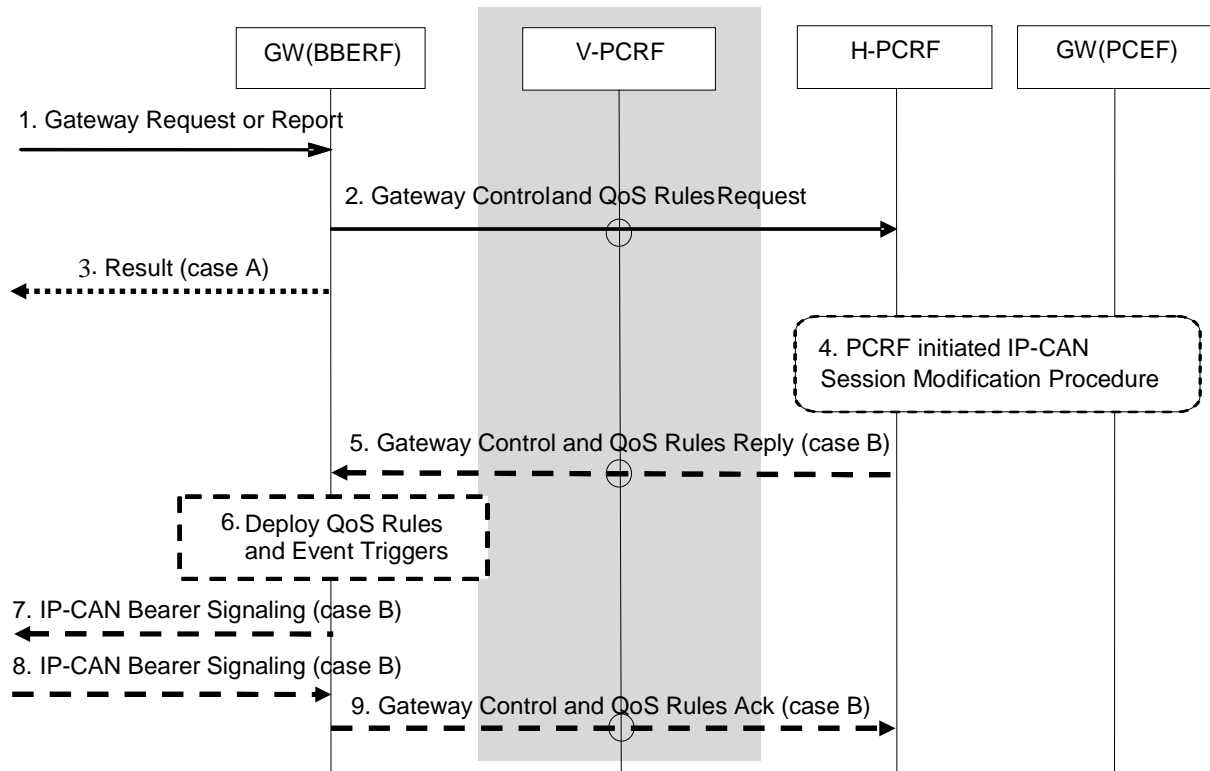 GW(BBERF)
V-PCRF
H-PCRF
GW(PCEF)
1. Gateway Request or Report
2. Gateway Controland QoS RulesRequest
3. Result (case A)
4. PCRF initiated IP-CAN
Session Modification Procedure
5. Gateway Control and QoS Rules Reply (case B)
6. Deploy QoS Rules
and Event Triggers
7. IP-CAN Bearer Signaling (case B)
8. IP-CAN Bearer Signaling (case B)
9. Gateway Control and QoS Rules Ack (case B)